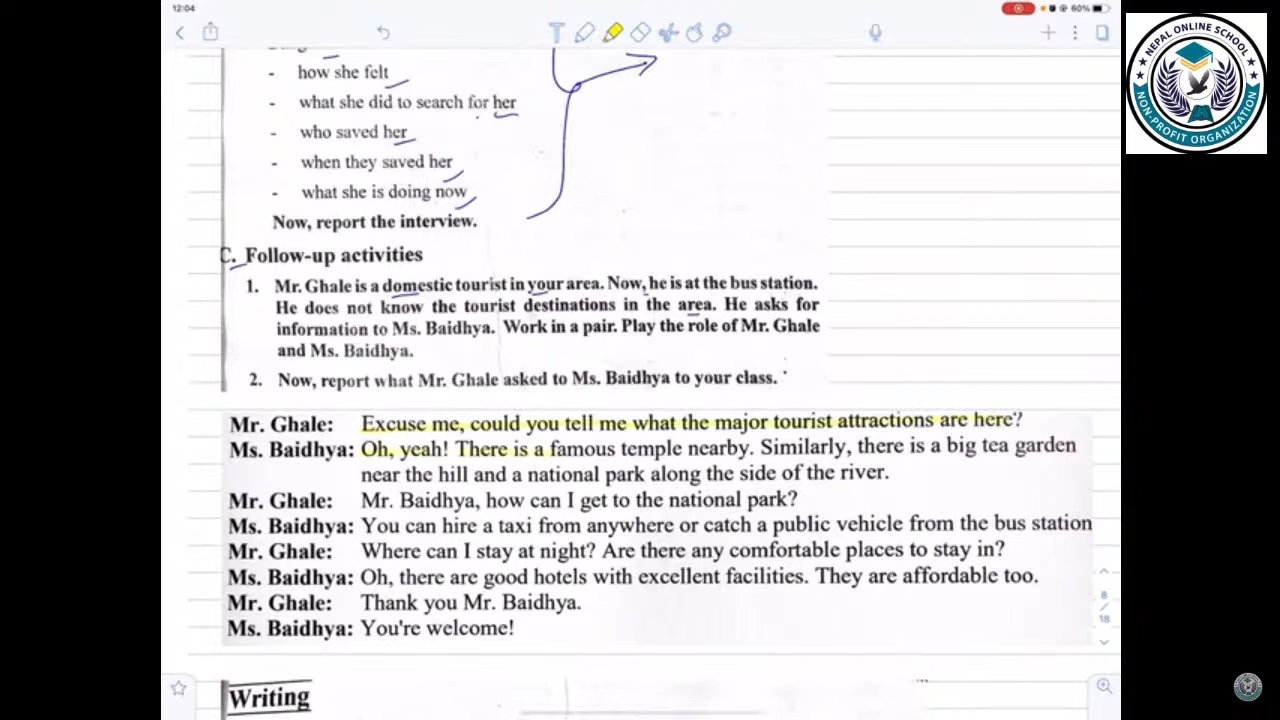 12:04
60%
how she felt
- what she did to search for her
- who saved her
- when they saved her
- what she is doing now
Now, report the interview.
C. Follow-up activities
1. Mr. Ghale is a domestic tourist in your area. Now, he is at the bus station.
He does not know the tourist destinations in the area. He asks for
information to Ms. Baidhya. Work in a pair. Play the role of Mr. Ghale
and Ms. Baidhya.
2. Now, report what Mr. Ghale asked to Ms. Baidhya to your class.
Mr. Ghale: Excuse me, could you tell me what the major tourist attractions are here?
Ms. Baidhya: Oh, yeah! There is a famous temple nearby. Similarly, there is a big tea garden
near the hill and a national park along the side of the river.
Mr. Ghale: Mr. Baidhya, how can I get to the national park?
Ms. Baidhya: You can hire a taxi from anywhere or catch a public vehicle from the bus station
Mr. Ghale: Where can I stay at night? Are there any comfortable places to stay in?
Ms. Baidhya: Oh, there are good hotels with excellent facilities. They are affordable too.
Mr. Ghale: Thank you Mr. Baidhya.
Ms. Baidhya: You're welcome!
Writing
8
/
18
NEPAL ONLINE SCHOOL
NON-PROFIT ORGANIZATION